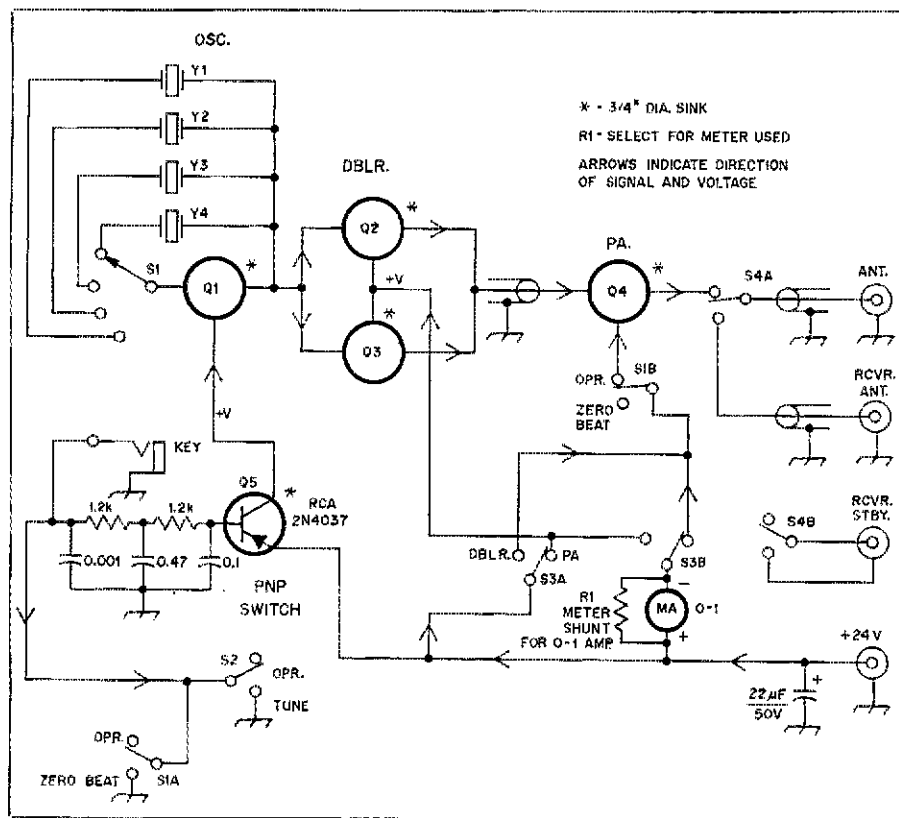 OSC.
Y1
Y2
Y3
Y4
S1
Q1
*
DBLR.
Q2
*
+V
*
Q3
* - 3/4" DIA. SINK
R1 - SELECT FOR METER USED
ARROWS INDICATE DIRECTION
OF SIGNAL AND VOLTAGE
PA.
Q4
*
S4A
ANT.
OPR.
S1B
ZERO
BEAT
RCVR.
ANT.
+V
KEY
Q5
*
RCA
2N4037
1.2k
1.2k
0.001
0.47
0.1
PNP
SWITCH
DBLR.
PA
S3A
S3B
S4B
RCVR.
STBY.
R1
METER
SHUNT
FOR 0-1 AMP.
-
MA
0-1
+
+24V
22µF
50V
+
S2
OPR.
TUNE
OPR.
ZERO BEAT
S1A